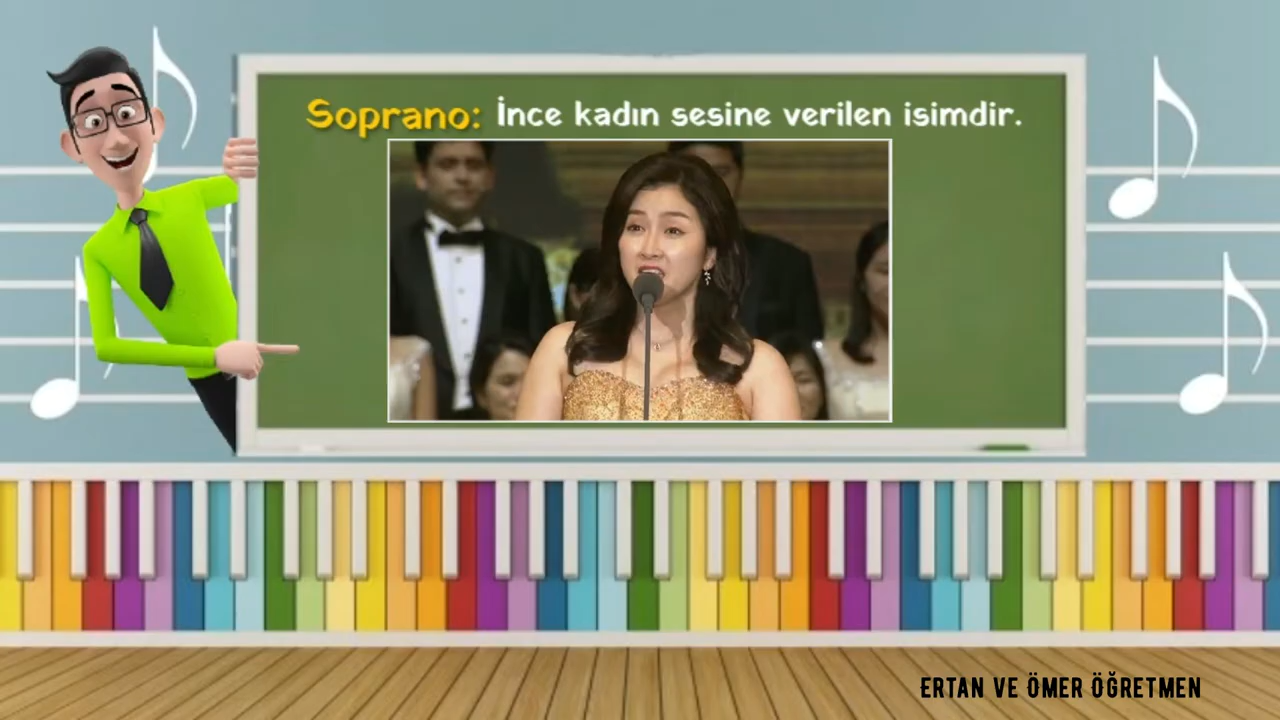 Soprano: İnce kadın sesine verilen isimdir.
ERTAN VE ÖMER ÖĞRETMEN